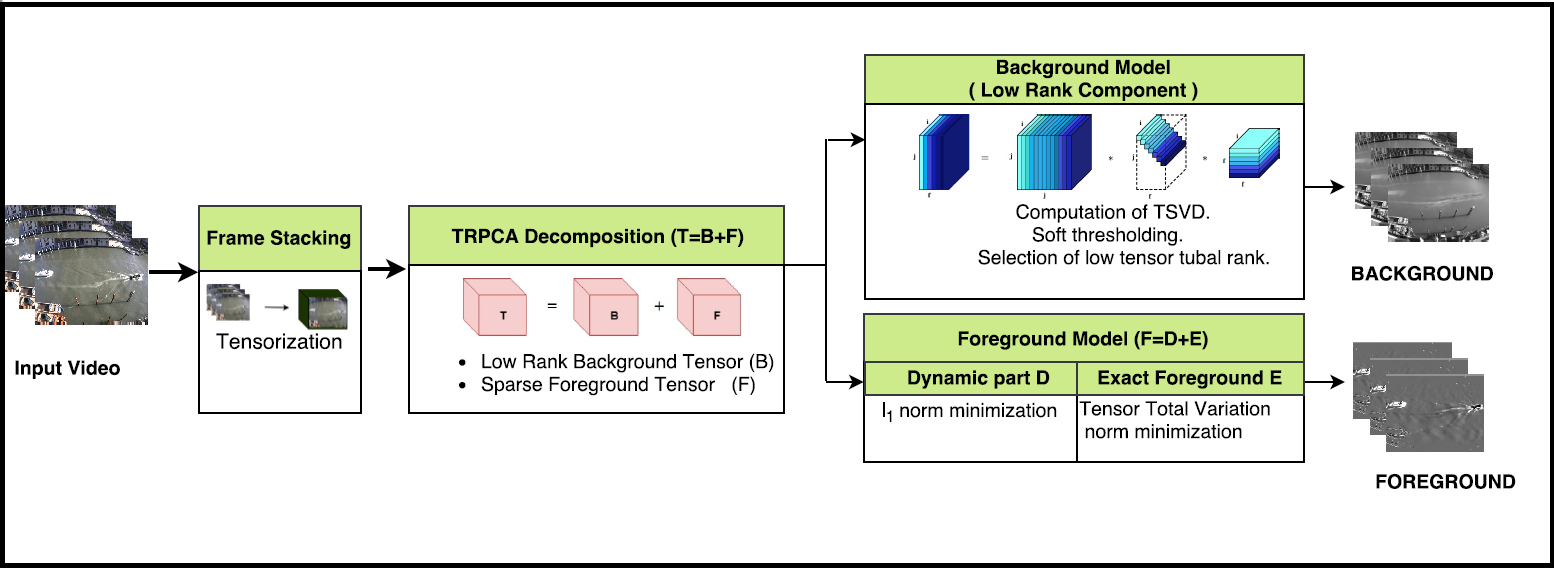 Input Video
Frame Stacking
Tensorization
TRPCA Decomposition (T=B+F)
T = B + F
• Low Rank Background Tensor (B)
• Sparse Foreground Tensor (F)
Background Model
( Low Rank Component )
i j r = i j j * i j r * i r r
Computation of TSVD.
Soft thresholding.
Selection of low tensor tubal rank.
BACKGROUND
Foreground Model (F=D+E)
Dynamic part D
l1 norm minimization
Exact Foreground E
Tensor Total Variation
norm minimization
FOREGROUND